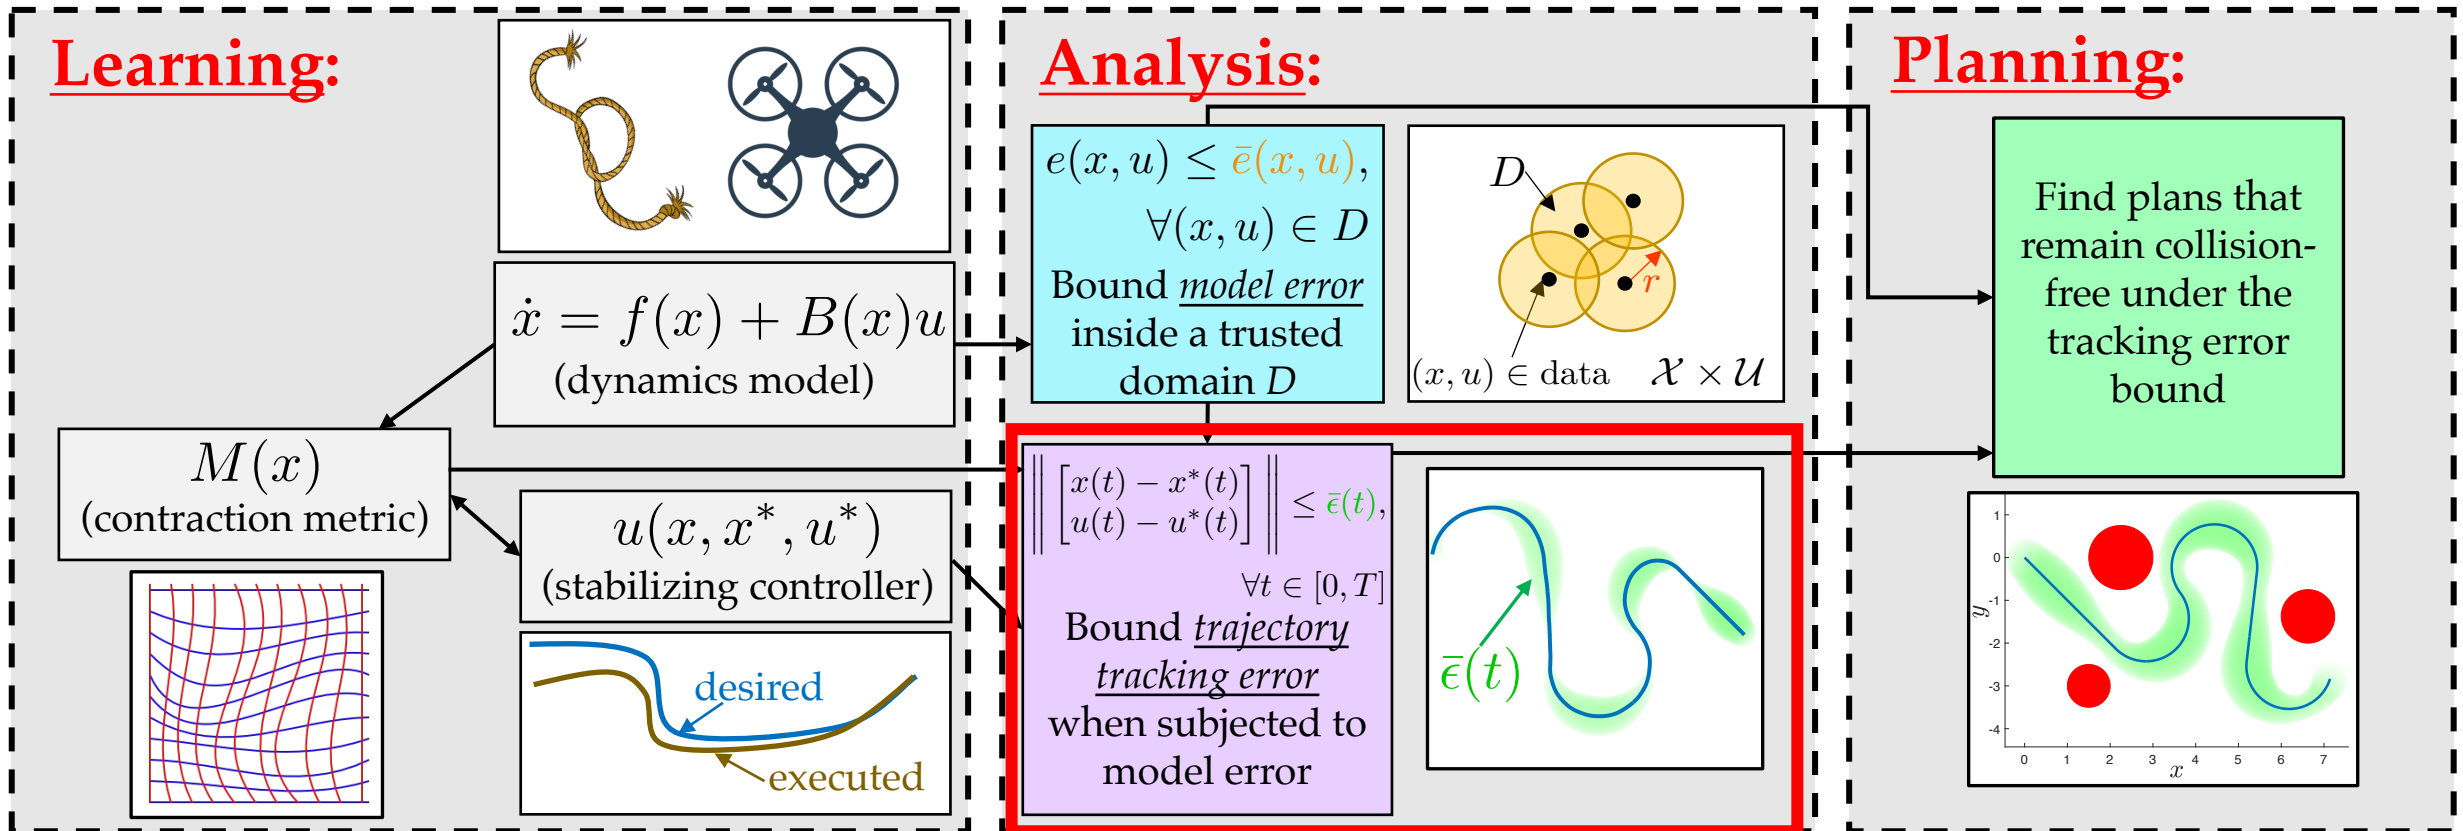 Learning:
ẋ = f(x) + B(x)u
(dynamics model)
M(x)
(contraction metric)
u(x, x*, u*)
(stabilizing controller)
desired
executed
Analysis:
e(x, u) ≤ ē(x, u),
∀(x, u) ∈ D
Bound model error
inside a trusted
domain D
D
r
(x, u) ∈ data 𝒳 × 𝒰
‖ [x(t) − x*(t)
u(t) − u*(t)] ‖ ≤ ε̄(t),
∀t ∈ [0, T]
Bound trajectory
tracking error
when subjected to
model error
ε̄(t)
Planning:
Find plans that
remain collision-
free under the
tracking error
bound
1
0
-1
-2
-3
-4
y
0 1 2 3 4 5 6 7
x